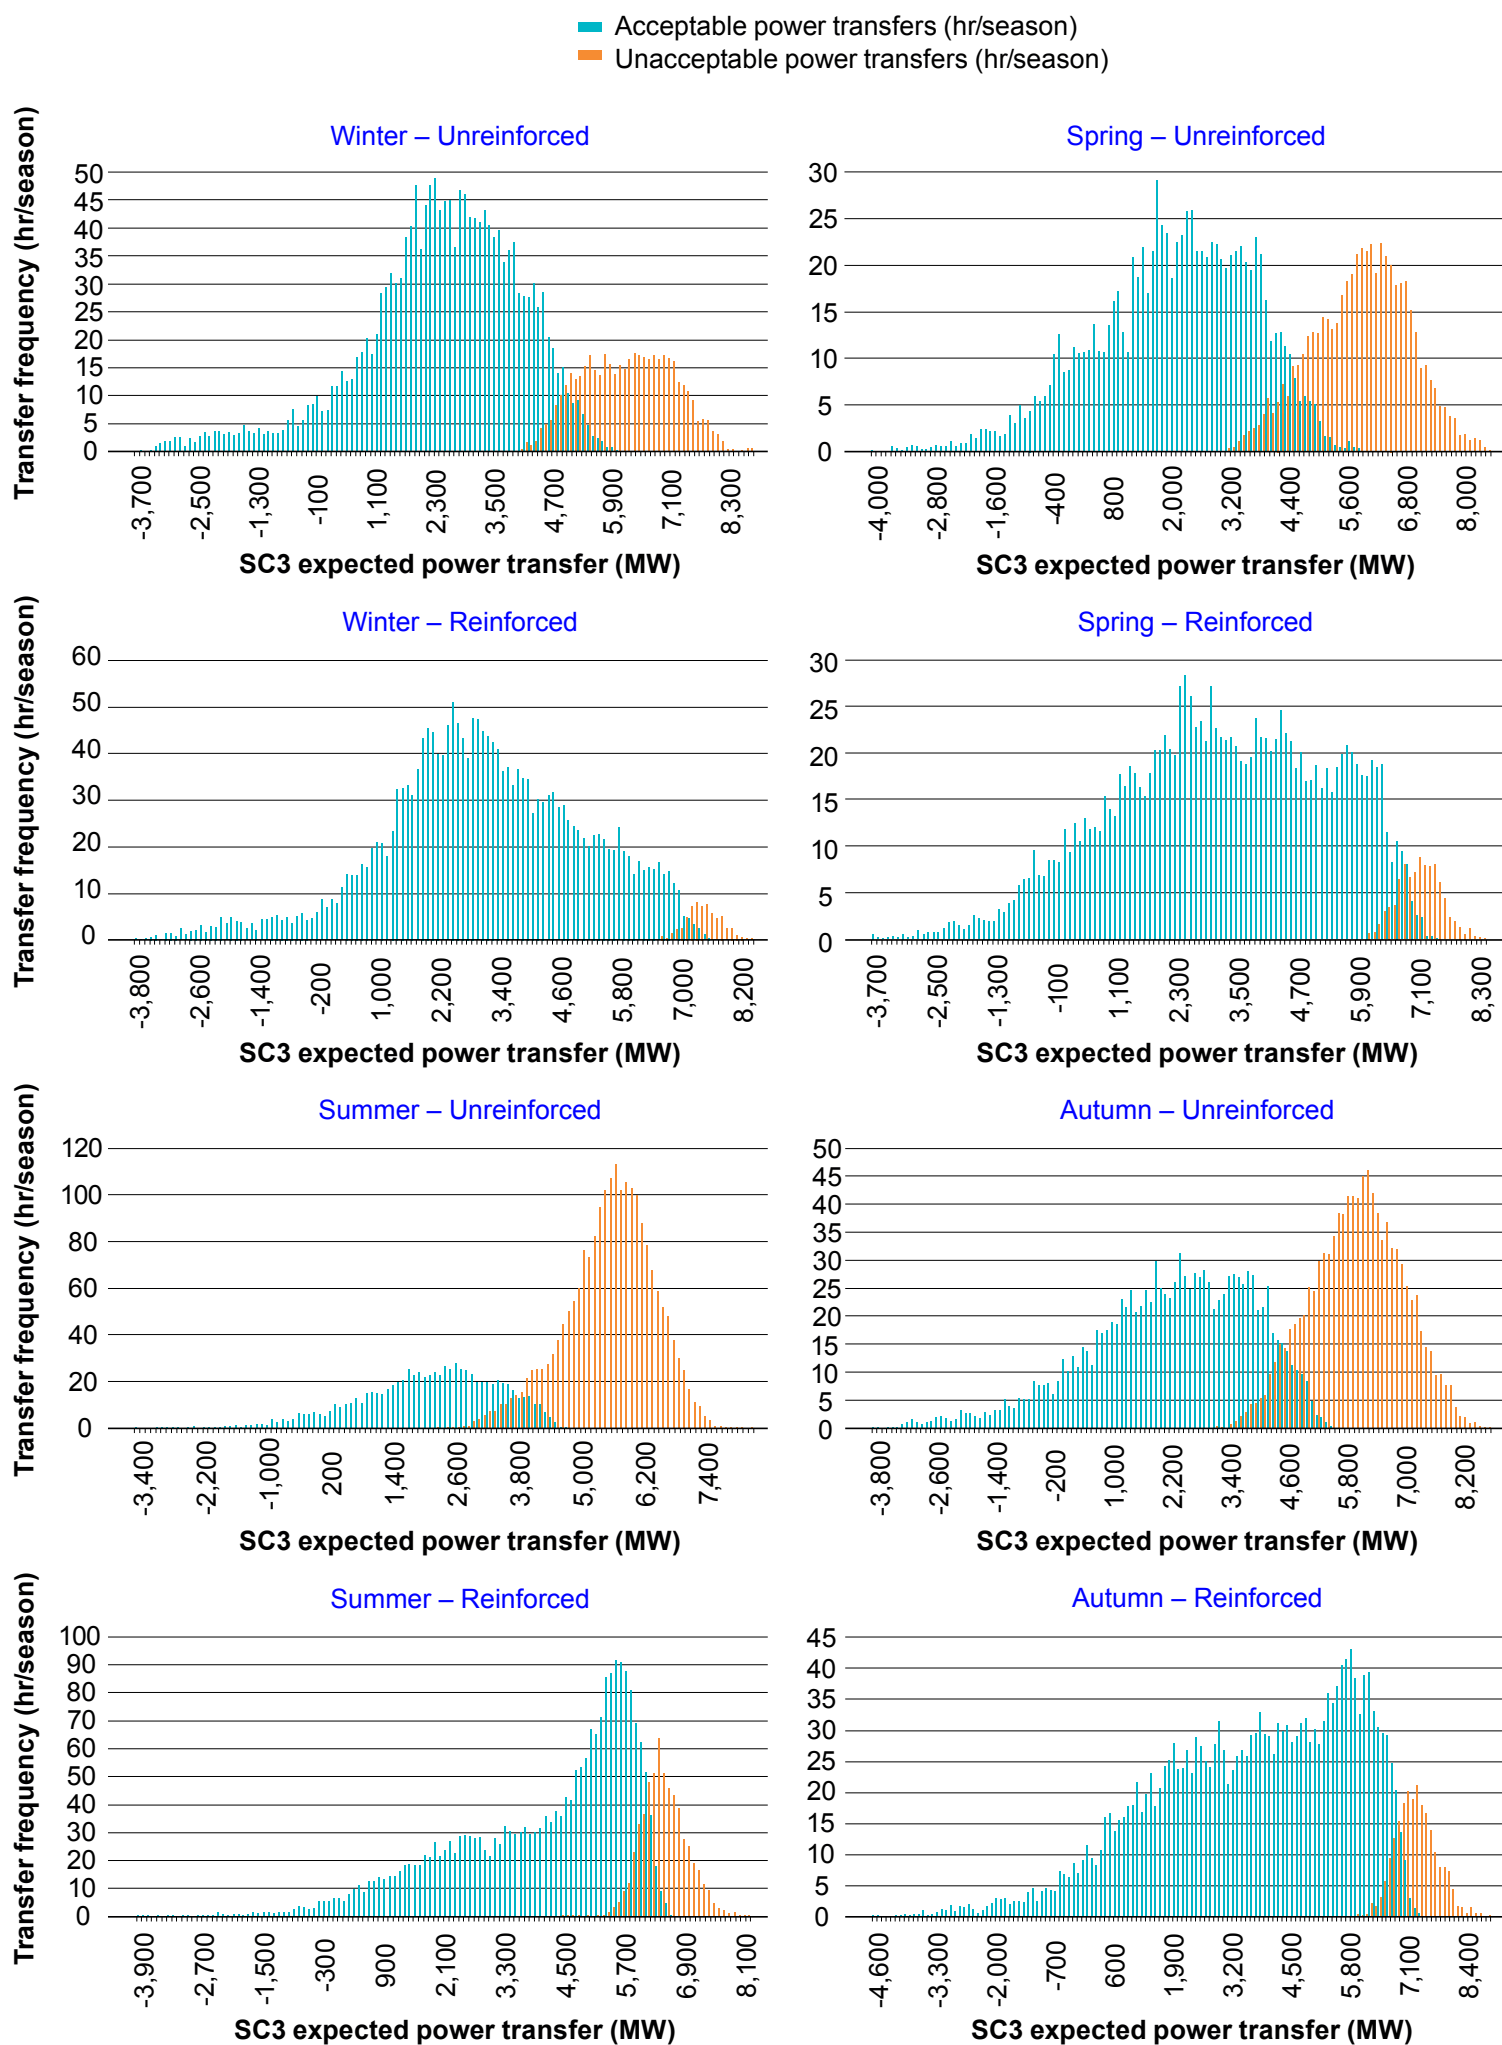 Acceptable power transfers (hr/season)
Unacceptable power transfers (hr/season)
Winter – Unreinforced
Transfer frequency (hr/season)
50
45
40
35
30
25
20
15
10
5
0
-3,700 -2,500 -1,300 -100 1,100 2,300 3,500 4,700 5,900 7,100 8,300
SC3 expected power transfer (MW)
Spring – Unreinforced
30
25
20
15
10
5
0
-4,000 -2,800 -1,600 -400 800 2,000 3,200 4,400 5,600 6,800 8,000
SC3 expected power transfer (MW)
Winter – Reinforced
Transfer frequency (hr/season)
60
50
40
30
20
10
0
-3,800 -2,600 -1,400 -200 1,000 2,200 3,400 4,600 5,800 7,000 8,200
SC3 expected power transfer (MW)
Spring – Reinforced
30
25
20
15
10
5
0
-3,700 -2,500 -1,300 -100 1,100 2,300 3,500 4,700 5,900 7,100 8,300
SC3 expected power transfer (MW)
Summer – Unreinforced
Transfer frequency (hr/season)
120
100
80
60
40
20
0
-3,400 -2,200 -1,000 200 1,400 2,600 3,800 5,000 6,200 7,400
SC3 expected power transfer (MW)
Autumn – Unreinforced
50
45
40
35
30
25
20
15
10
5
0
-3,800 -2,600 -1,400 -200 1,000 2,200 3,400 4,600 5,800 7,000 8,200
SC3 expected power transfer (MW)
Summer – Reinforced
Transfer frequency (hr/season)
100
90
80
70
60
50
40
30
20
10
0
-3,900 -2,700 -1,500 -300 900 2,100 3,300 4,500 5,700 6,900 8,100
SC3 expected power transfer (MW)
Autumn – Reinforced
45
40
35
30
25
20
15
10
5
0
-4,600 -3,300 -2,000 -700 600 1,900 3,200 4,500 5,800 7,100 8,400
SC3 expected power transfer (MW)